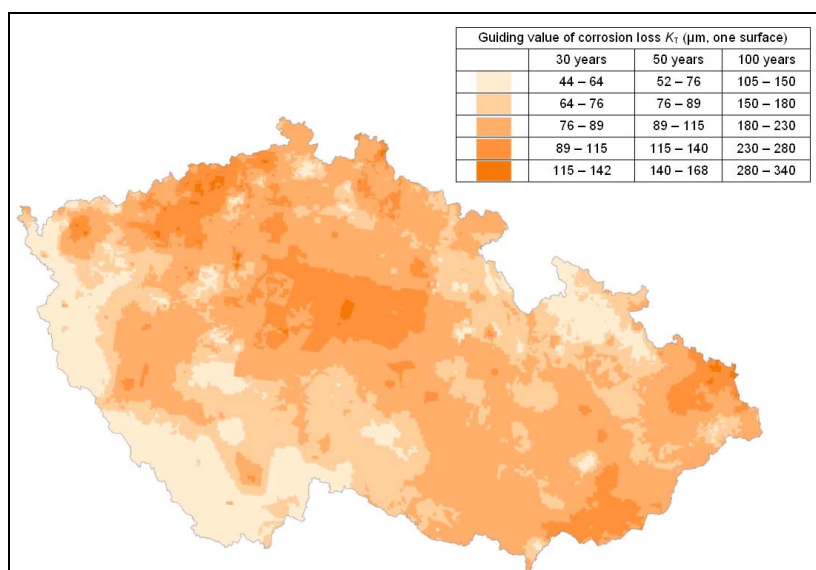 Guiding value of corrosion loss KT (µm, one surface)
30 years 50 years 100 years
44 – 64 52 – 76 105 – 150
64 – 76 76 – 89 150 – 180
76 – 89 89 – 115 180 – 230
89 – 115 115 – 140 230 – 280
115 – 142 140 – 168 280 – 340